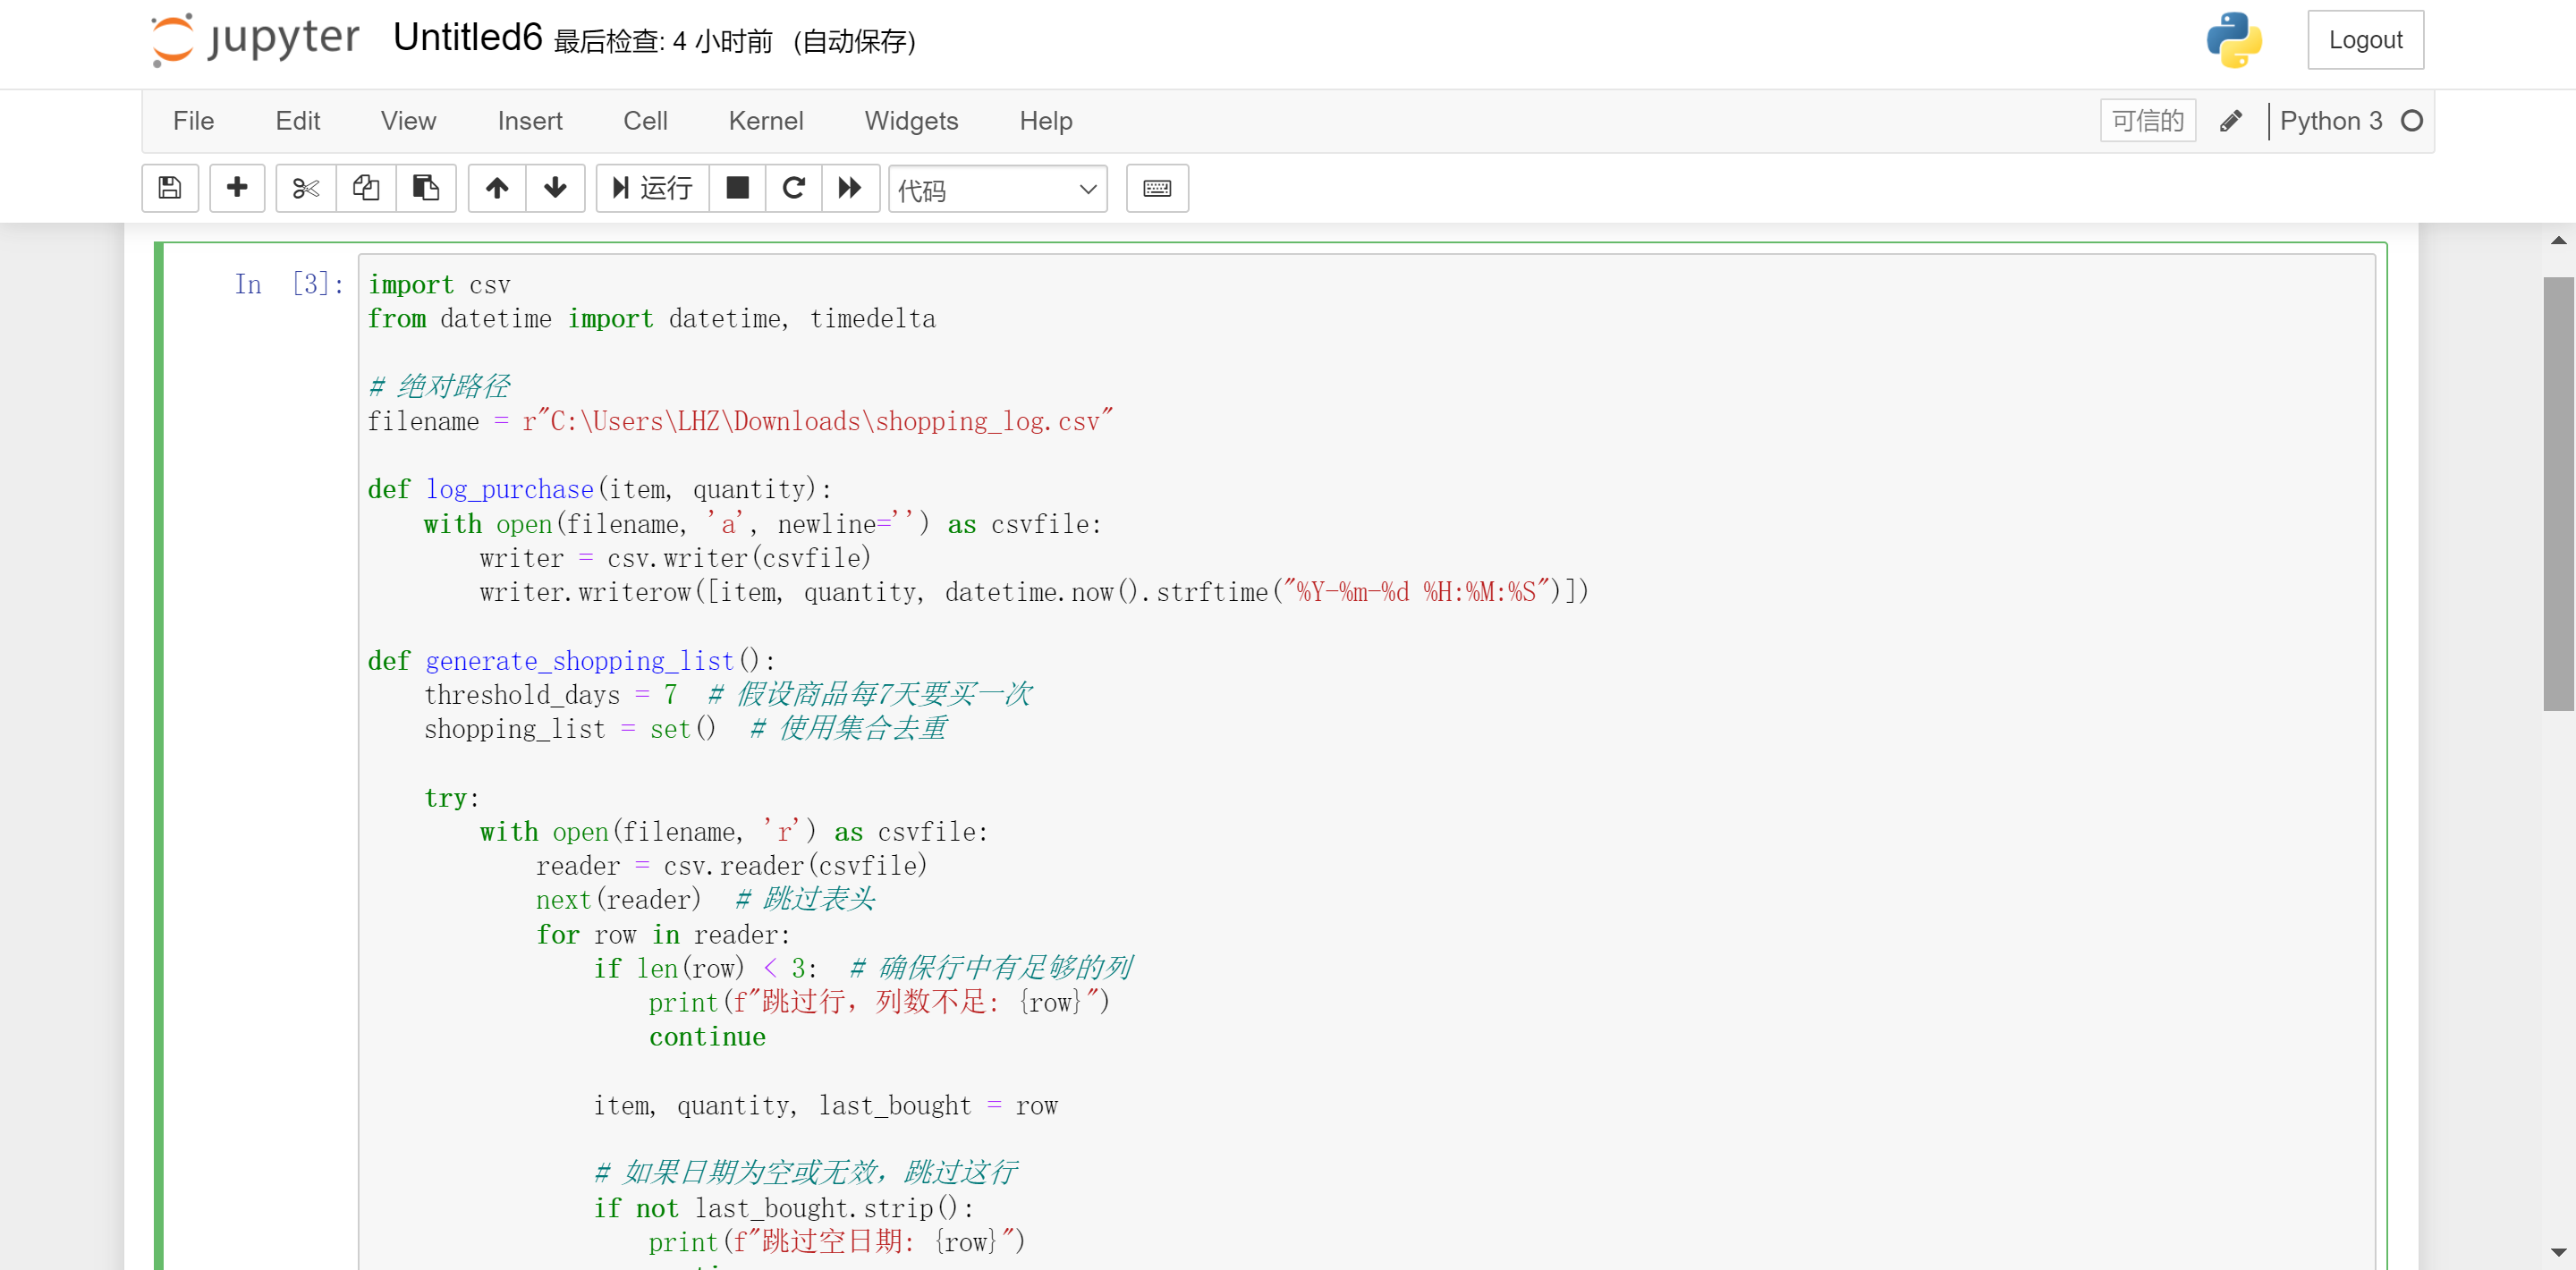 jupyter Untitled6 最后检查: 4 小时前 (自动保存) Logout
File Edit View Insert Cell Kernel Widgets Help 可信的 Python 3
运行 代码
In [3]:
import csv
from datetime import datetime, timedelta
# 绝对路径
filename = r"C:\Users\LHZ\Downloads\shopping_log.csv"
def log_purchase(item, quantity):
with open(filename, 'a', newline='') as csvfile:
writer = csv.writer(csvfile)
writer.writerow([item, quantity, datetime.now().strftime("%Y-%m-%d %H:%M:%S")])
def generate_shopping_list():
threshold_days = 7 # 假设商品每7天要买一次
shopping_list = set() # 使用集合去重
try:
with open(filename, 'r') as csvfile:
reader = csv.reader(csvfile)
next(reader) # 跳过表头
for row in reader:
if len(row) < 3: # 确保行中有足够的列
print(f"跳过行，列数不足: {row}")
continue
item, quantity, last_bought = row
# 如果日期为空或无效，跳过这行
if not last_bought.strip():
print(f"跳过空日期: {row}")